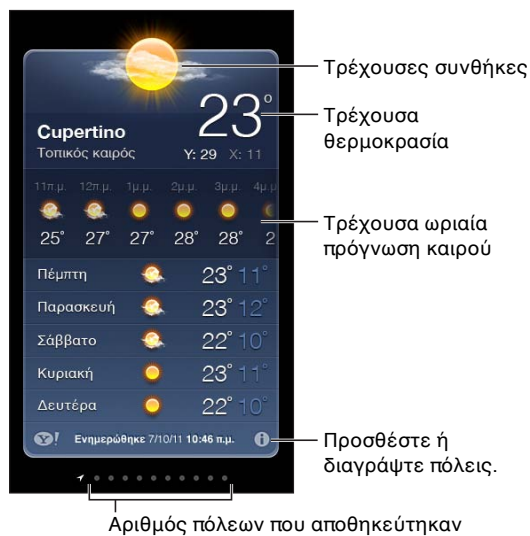 Τρέχουσες συνθήκες
23°
Τρέχουσα
θερμοκρασία
Cupertino
Τοπικός καιρός
Υ: 29 Χ: 11
11π.μ. 12π.μ. 1μ.μ. 2μ.μ. 3μ.μ. 4μ.μ
25° 27° 27° 28° 28° 2
Τρέχουσα ωριαία
πρόγνωση καιρού
Πέμπτη 23° 11°
Παρασκευή 23° 12°
Σάββατο 22° 10°
Κυριακή 23° 11°
Δευτέρα 22° 10°
Y! Ενημερώθηκε 7/10/11 10:46 π.μ. i
Προσθέστε ή
διαγράψτε πόλεις.
Αριθμός πόλεων που αποθηκεύτηκαν